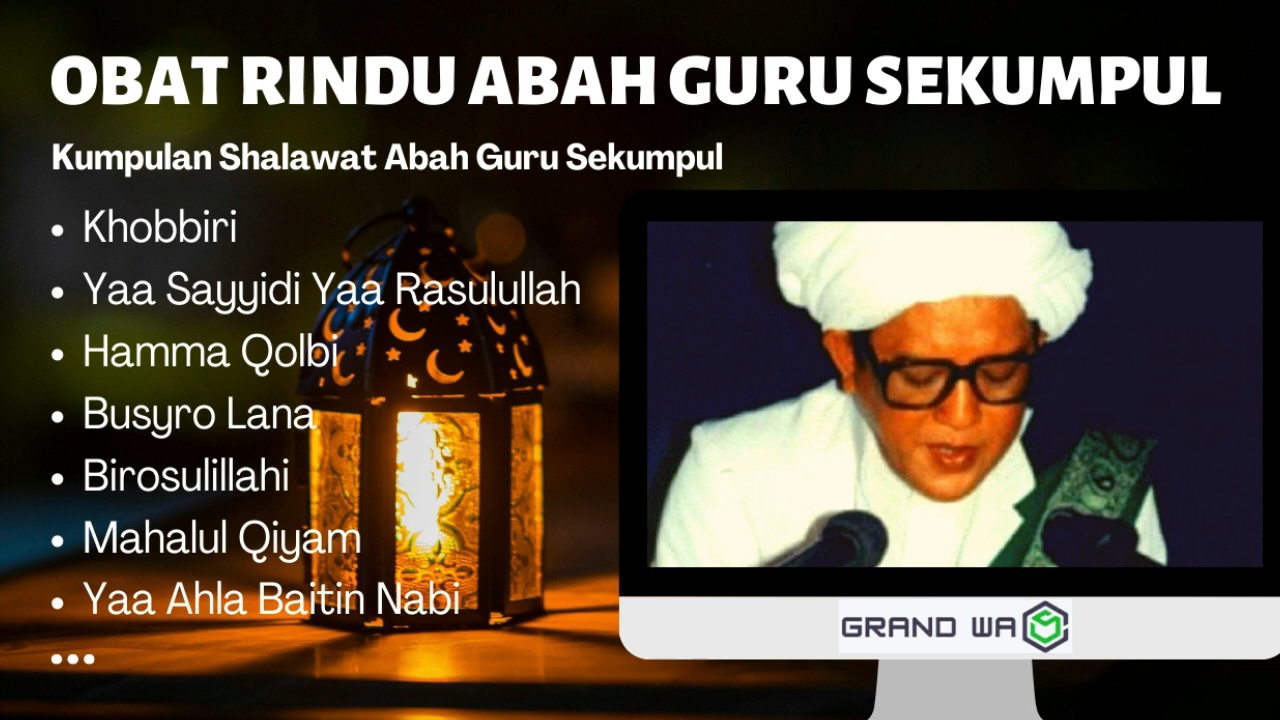 OBAT RINDU ABAH GURU SEKUMPUL
Kumpulan Shalawat Abah Guru Sekumpul
• Khobbiri
• Yaa Sayyidi Yaa Rasulullah
• Hamma Qolbi
• Busyro Lana
• Birosulillahi
• Mahalul Qiyam
• Yaa Ahla Baitin Nabi
...
GRAND WA